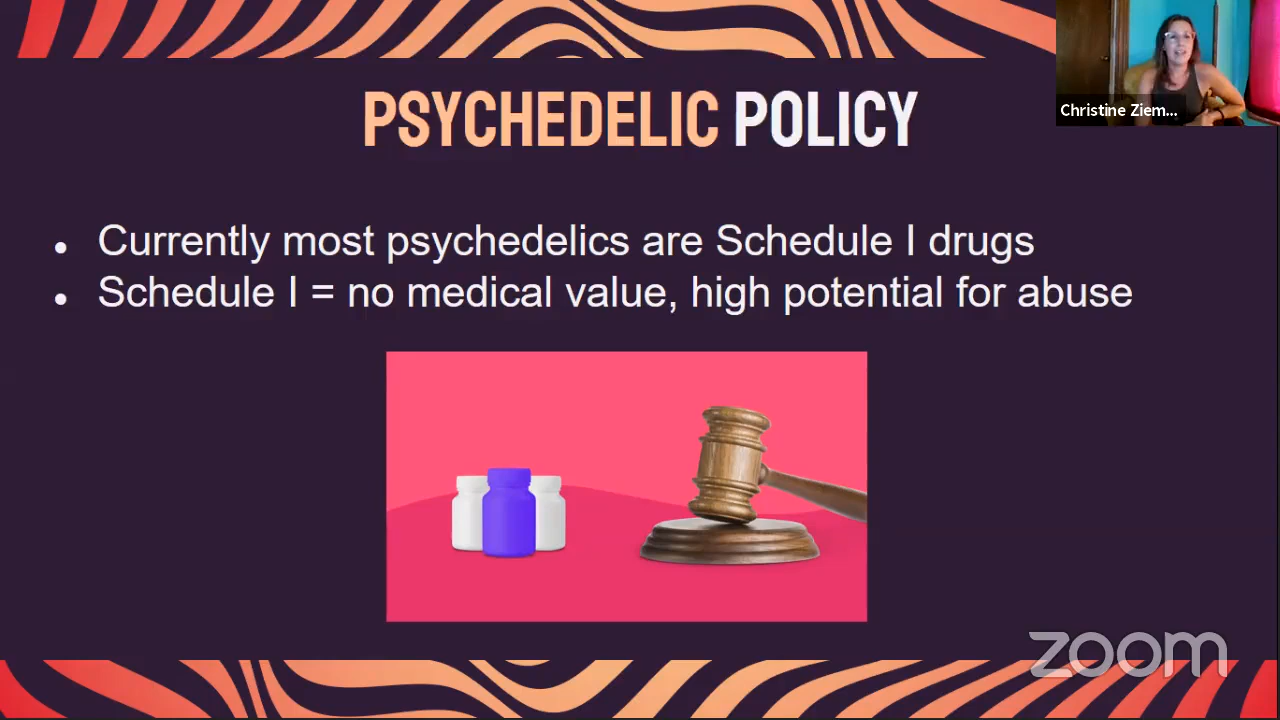 Christine Ziem...
PSYCHEDELIC POLICY
• Currently most psychedelics are Schedule I drugs
• Schedule I = no medical value, high potential for abuse
zoom